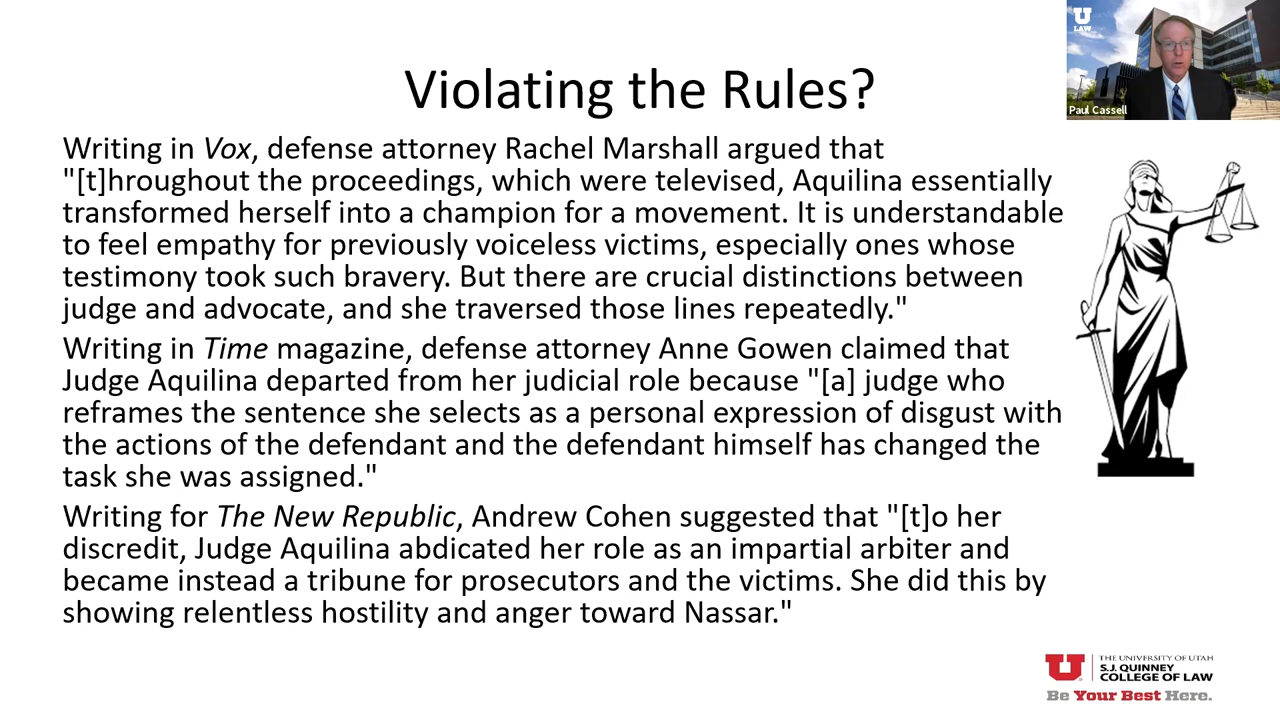 U
LAW
Paul Cassell
Violating the Rules?
Writing in Vox, defense attorney Rachel Marshall argued that
"[t]hroughout the proceedings, which were televised, Aquilina essentially
transformed herself into a champion for a movement. It is understandable
to feel empathy for previously voiceless victims, especially ones whose
testimony took such bravery. But there are crucial distinctions between
judge and advocate, and she traversed those lines repeatedly."
Writing in Time magazine, defense attorney Anne Gowen claimed that
Judge Aquilina departed from her judicial role because "[a] judge who
reframes the sentence she selects as a personal expression of disgust with
the actions of the defendant and the defendant himself has changed the
task she was assigned."
Writing for The New Republic, Andrew Cohen suggested that "[t]o her
discredit, Judge Aquilina abdicated her role as an impartial arbiter and
became instead a tribune for prosecutors and the victims. She did this by
showing relentless hostility and anger toward Nassar."
U
THE UNIVERSITY OF UTAH
S.J. QUINNEY
COLLEGE OF LAW
Be Your Best Here.